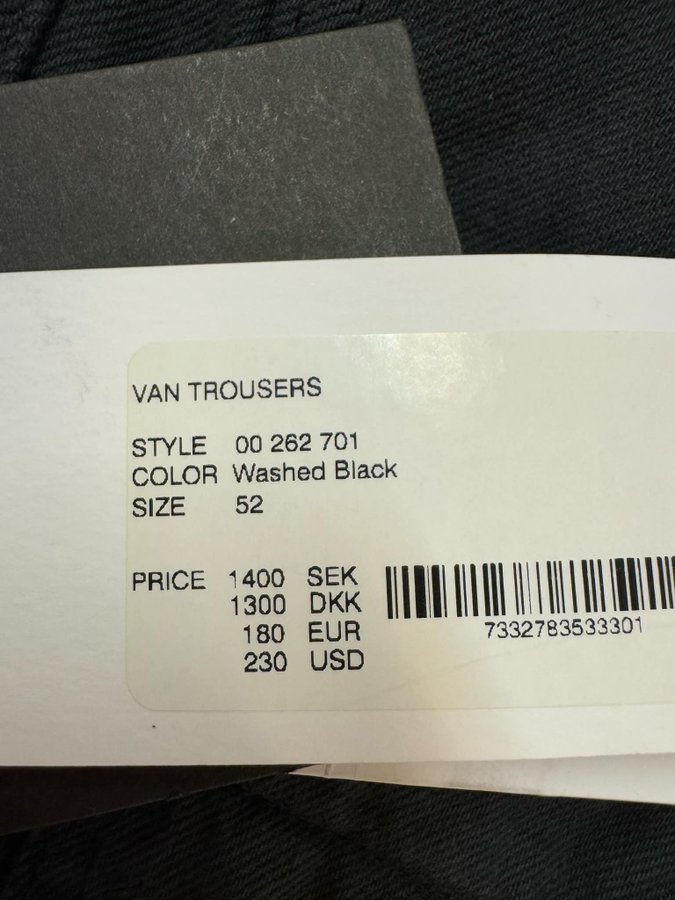 VAN TROUSERS
STYLE 00 262 701
COLOR Washed Black
SIZE 52
PRICE 1400 SEK
1300 DKK
180 EUR
230 USD
7332783533301